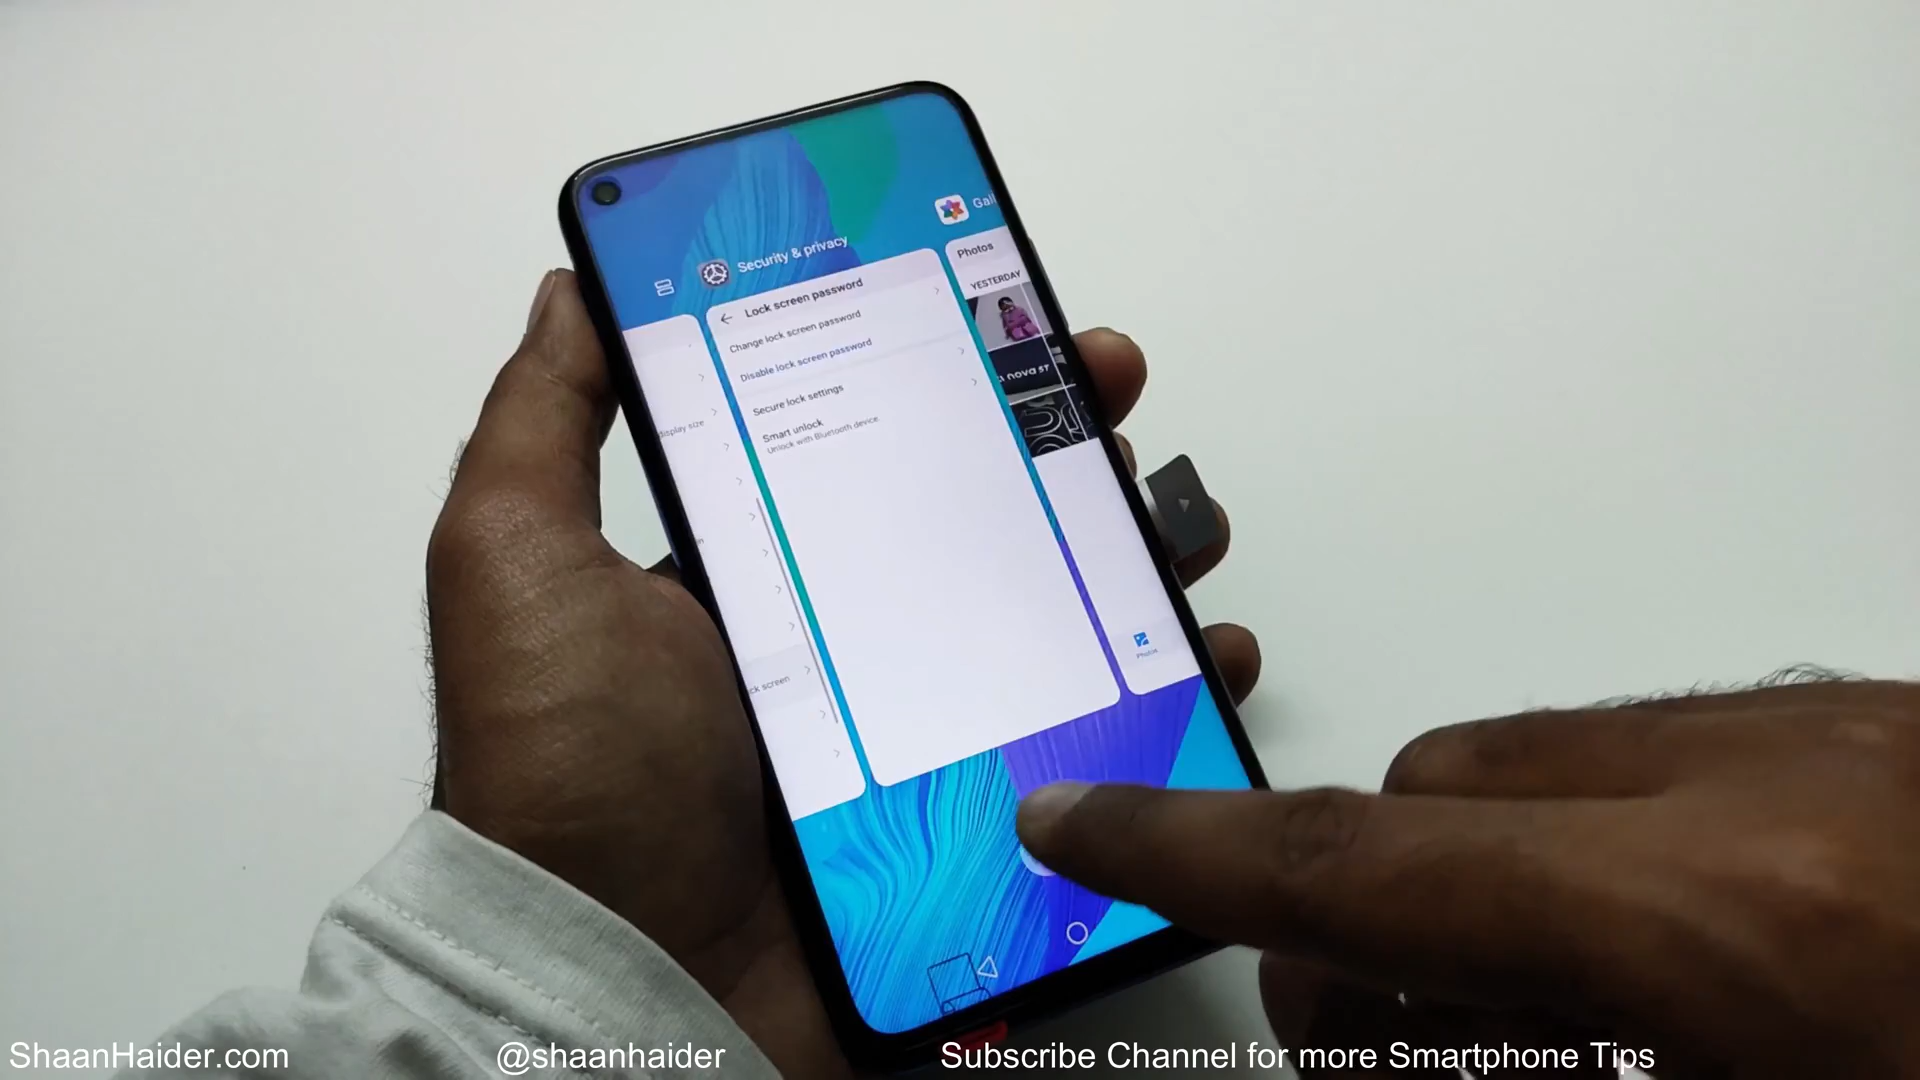 Gall
Security & privacy
Photos
Lock screen password
YESTERDAY
Change lock screen password
Disable lock screen password
nova 5T
Secure lock settings
display size
Smart unlock
Unlock with Bluetooth device
Photos
ck screen
ShaanHaider.com
@shaanhaider
Subscribe Channel for more Smartphone Tips